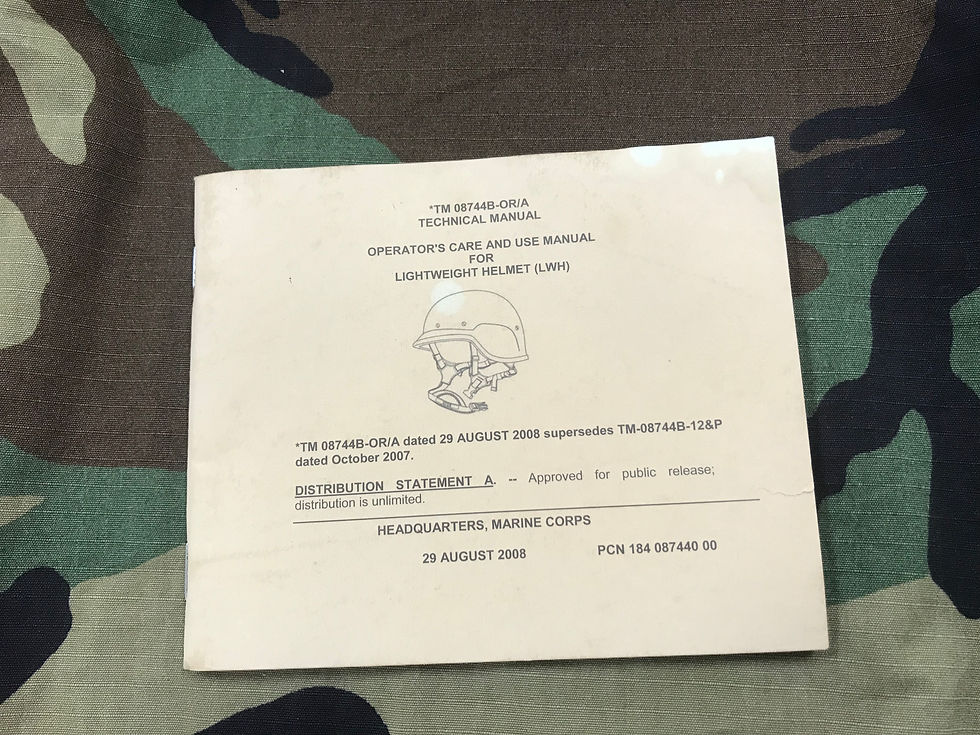 *TM 08744B-OR/A
TECHNICAL MANUAL
OPERATOR'S CARE AND USE MANUAL
FOR
LIGHTWEIGHT HELMET (LWH)
*TM 08744B-OR/A dated 29 AUGUST 2008 supersedes TM-08744B-12&P
dated October 2007.
DISTRIBUTION STATEMENT A. -- Approved for public release;
distribution is unlimited.
HEADQUARTERS, MARINE CORPS
29 AUGUST 2008 PCN 184 087440 00